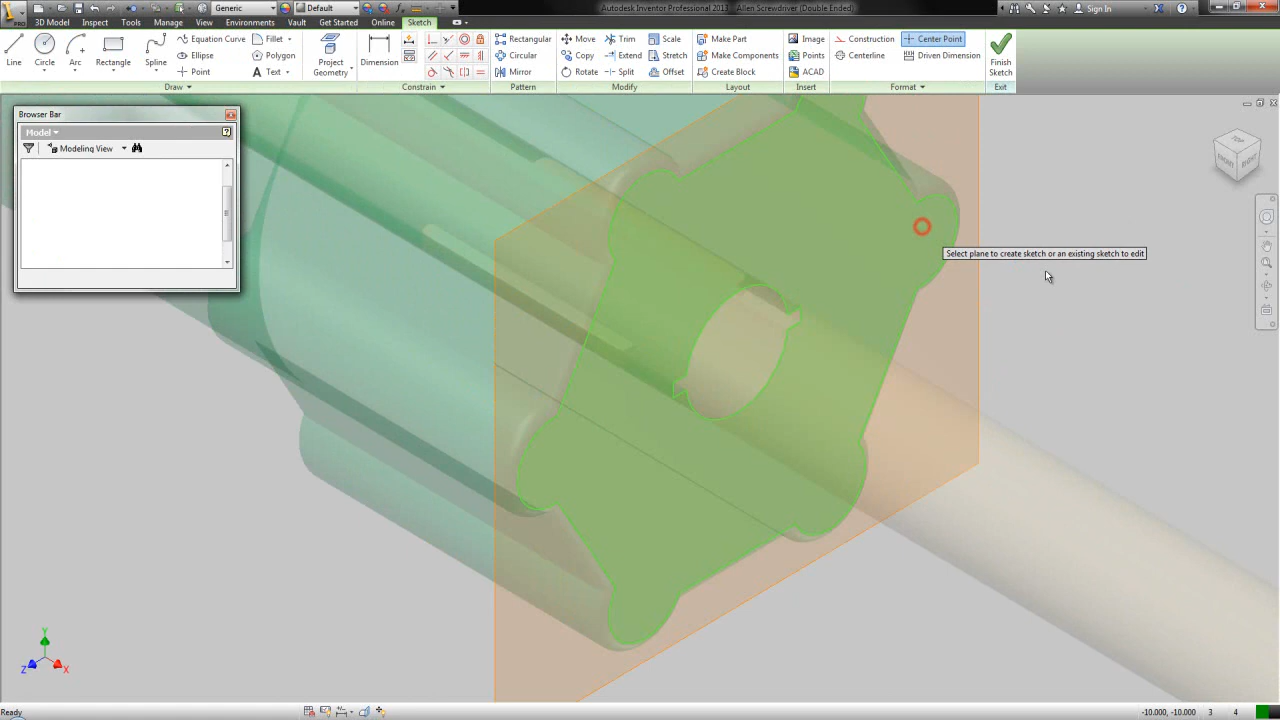 Autodesk Inventor Professional 2013 - Allen Screwdriver (Double Ended)
Generic Default Sign In
PRO
3D Model Inspect Tools Manage View Environments Vault Get Started Online Sketch
Line Circle Arc Rectangle Spline
Equation Curve Fillet
Ellipse Polygon
Point Text
Project Geometry
Dimension
Rectangular
Circular
Mirror
Move Trim Scale
Copy Extend Stretch
Rotate Split Offset
Make Part
Make Components
Create Block
Image
Points
ACAD
Construction Center Point
Centerline Driven Dimension
Finish Sketch
Draw Constrain Pattern Modify Layout Insert Format Exit
Browser Bar
Model
Modeling View
Select plane to create sketch or an existing sketch to edit
FRONT RIGHT
Y
Z X
Ready -10.000, -10.000 3 4